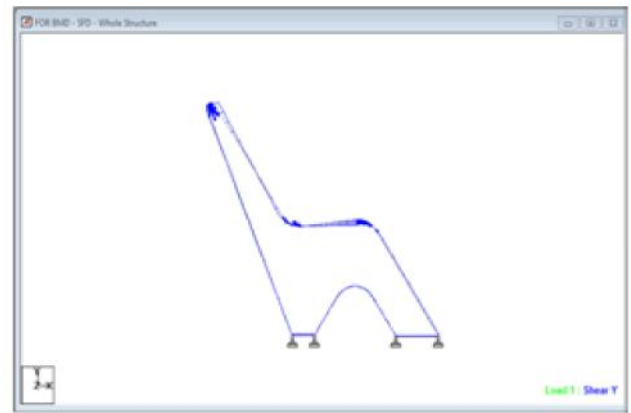 FOR BMD - SFD - Whole Structure
Y
Z-X
Load 1 : Shear Y